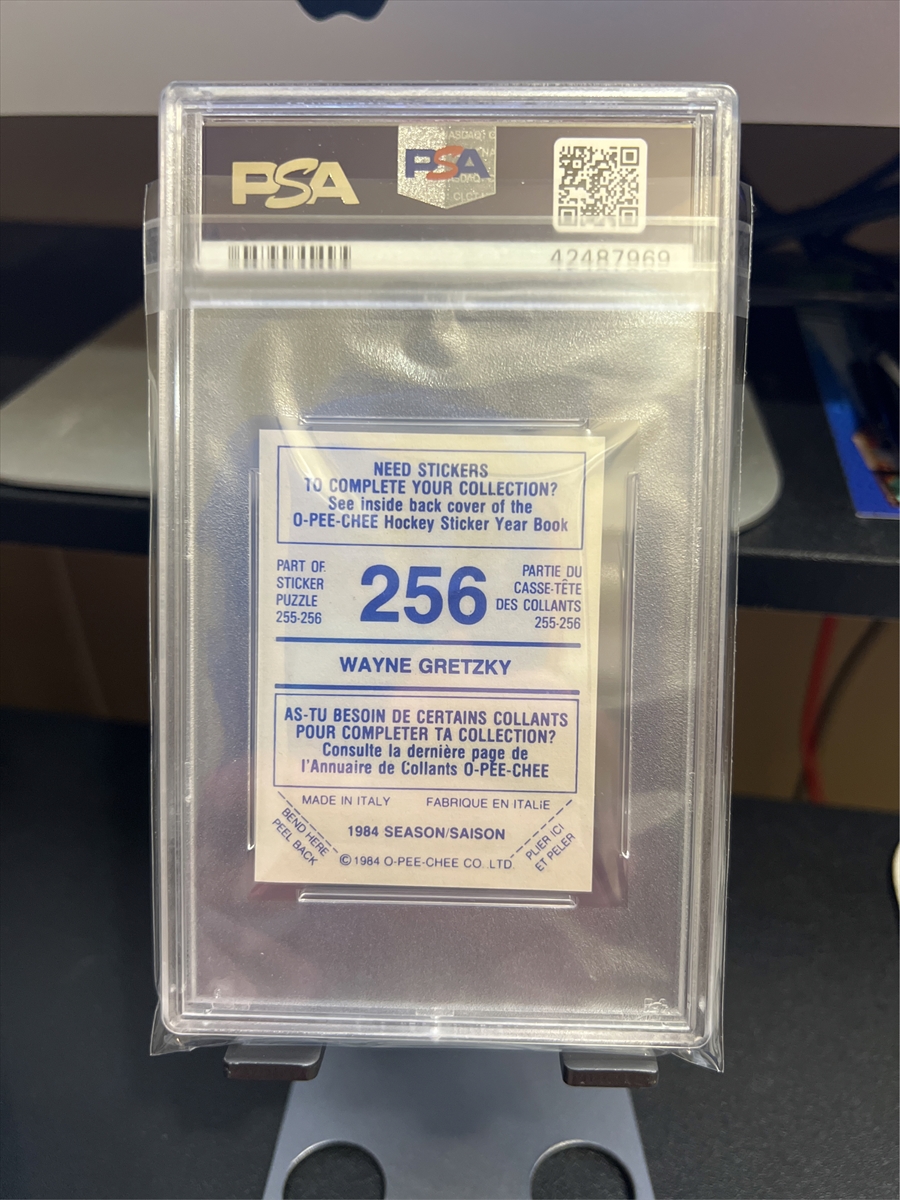 PSA
PSA
42487969
NEED STICKERS
TO COMPLETE YOUR COLLECTION?
See inside back cover of the
O-PEE-CHEE Hockey Sticker Year Book
PART OF
STICKER
PUZZLE
255-256
256
PARTIE DU
CASSE-TÊTE
DES COLLANTS
255-256
WAYNE GRETZKY
AS-TU BESOIN DE CERTAINS COLLANTS
POUR COMPLETER TA COLLECTION?
Consulte la dernière page de
l'Annuaire de Collants O-PEE-CHEE
MADE IN ITALY FABRIQUE EN ITALIE
BEND HERE
PEEL BACK
1984 SEASON/SAISON
PLIER ICI
ET PELER
©1984 O-PEE-CHEE CO. LTD.